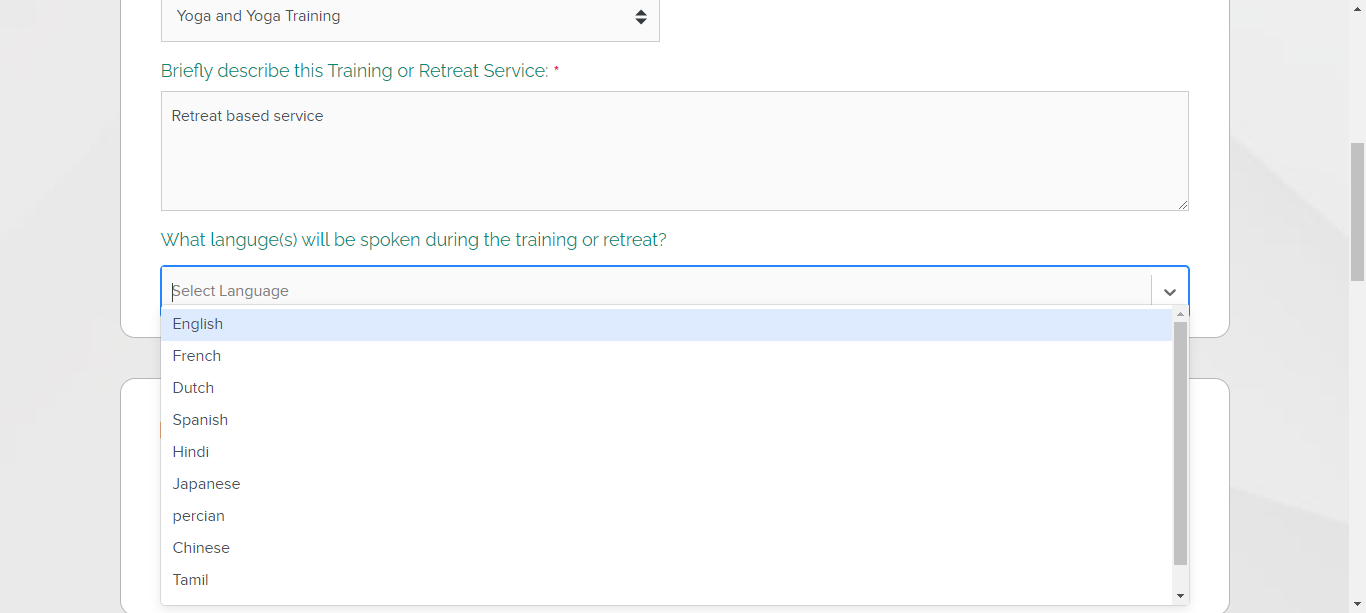 Yoga and Yoga Training
Briefly describe this Training or Retreat Service: *
Retreat based service
What languge(s) will be spoken during the training or retreat?
Select Language
English
French
Dutch
Spanish
Hindi
Japanese
percian
Chinese
Tamil